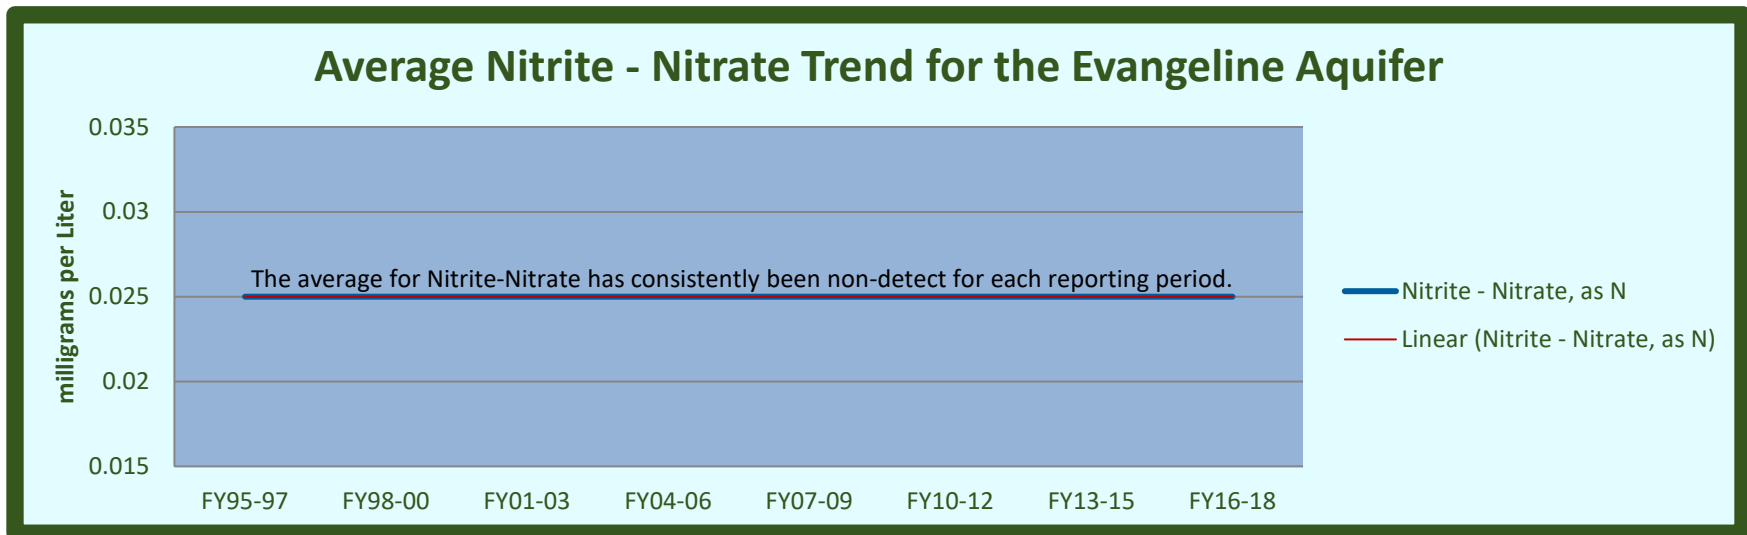 Average Nitrite - Nitrate Trend for the Evangeline Aquifer
milligrams per Liter
0.035
0.03
0.025
0.02
0.015
The average for Nitrite-Nitrate has consistently been non-detect for each reporting period.
FY95-97 FY98-00 FY01-03 FY04-06 FY07-09 FY10-12 FY13-15 FY16-18
Nitrite - Nitrate, as N
Linear (Nitrite - Nitrate, as N)